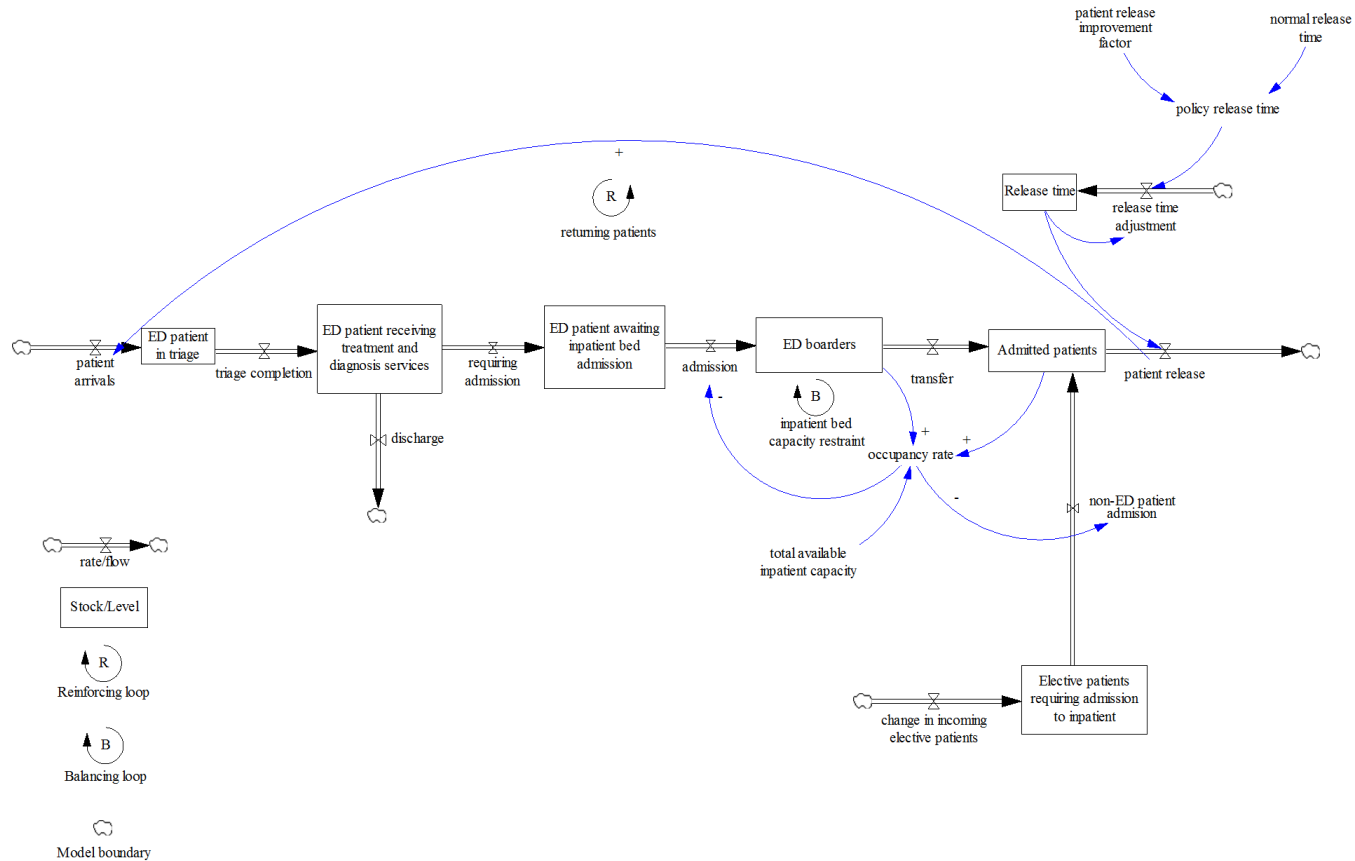 patient release
improvement
factor
normal release
time
policy release time
+
R
returning patients
Release time
release time
adjustment
ED patient
in triage
patient
arrivals
triage completion
ED patient receiving
treatment and
diagnosis services
requiring
admission
discharge
ED patient awaiting
inpatient bed
admission
admission
-
ED boarders
B
inpatient bed
capacity restraint
transfer
Admitted patients
patient release
+
+
occupancy rate
-
non-ED patient
admision
total available
inpatient capacity
Elective patients
requiring admission
to inpatient
change in incoming
elective patients
rate/flow
Stock/Level
R
Reinforcing loop
B
Balancing loop
Model boundary